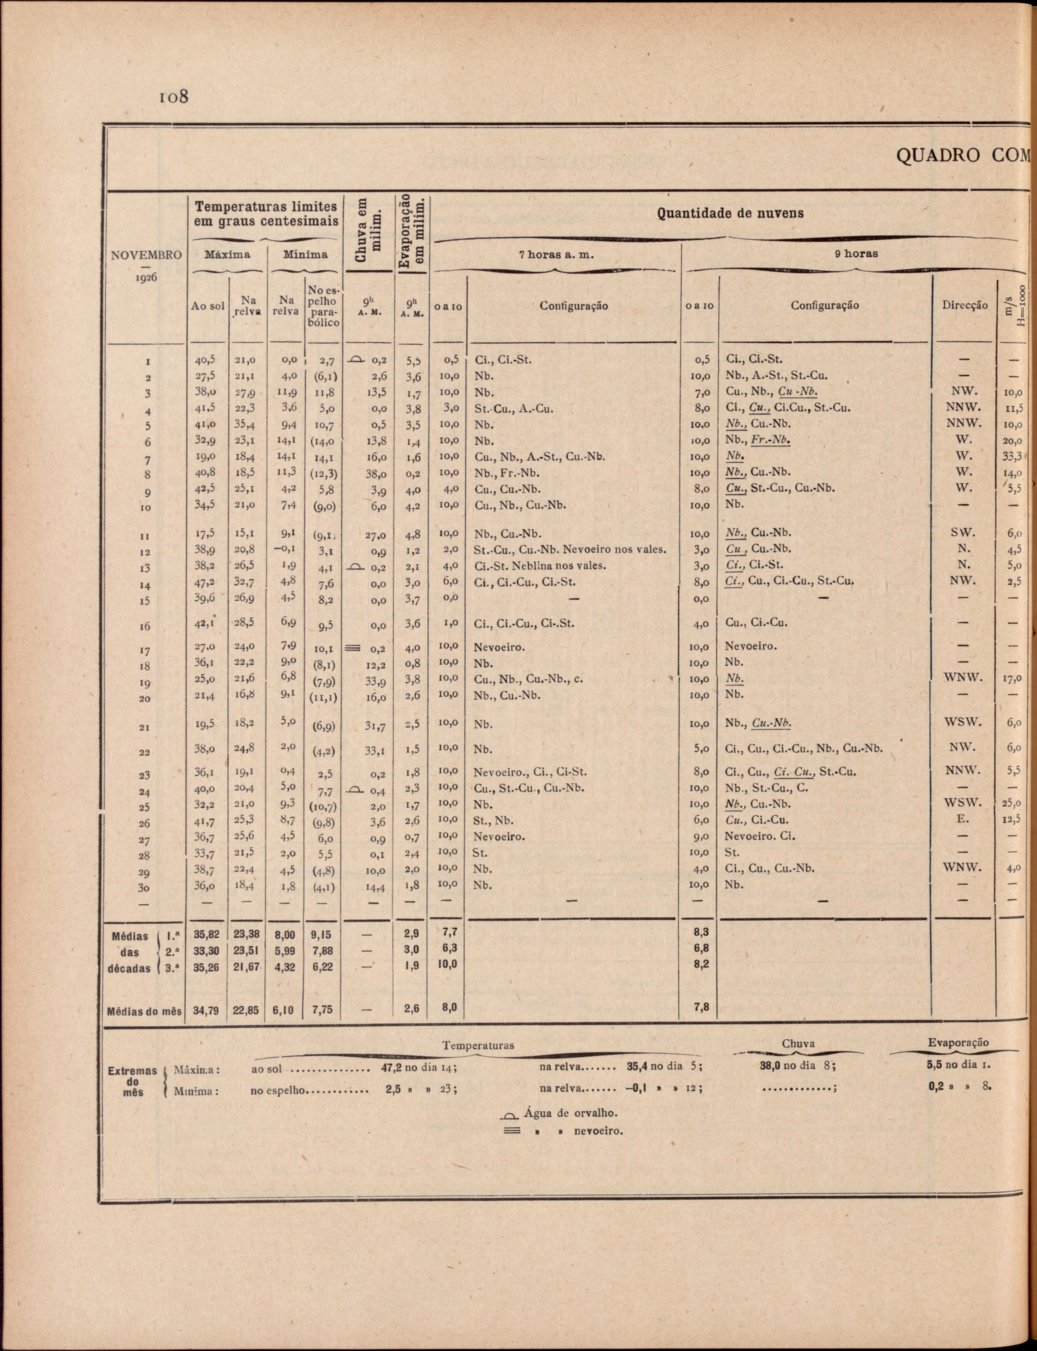 108
QUADRO COM
NOVEMBRO
—
1926
Temperaturas limites
em graus centesimais
Máxima
Minima
Ao sol
Na relva
Na relva
No es-
pelho
para-
bólico
Chuva em
milim.
9h
A. M.
Evaporação
em milim.
9h
A. M.
Quantidade de nuvens
7 horas a. m.
9 horas
0 a 10
Configuração
0 a 10
Configuração
Direcção
m/s
H=1000
1 40,5 21,0 0,0 2,7 0,2 5,5 0,5 Ci., Ci.-St. 0,5 Ci., Ci.-St. — —
2 27,5 21,1 4,0 (6,1) 2,6 3,6 10,0 Nb. 10,0 Nb., A.-St., St.-Cu. — —
3 38,0 27,9 11,9 11,8 13,5 1,7 10,0 Nb. 7,0 Cu., Nb., Cu-Nb. NW. 10,0
4 41,5 22,3 3,6 5,0 0,0 3,8 3,0 St.-Cu., A.-Cu. 8,0 Ci., Cu., Ci.Cu., St.-Cu. NNW. 11,5
5 41,0 35,4 9,4 10,7 0,5 3,5 10,0 Nb. 10,0 Nb., Cu.-Nb. NNW. 10,0
6 32,9 23,1 14,1 (14,0 13,8 1,4 10,0 Nb. 10,0 Nb., Fr.-Nb. W. 20,0
7 19,0 18,4 14,1 14,1 16,0 1,6 10,0 Cu., Nb., A.-St., Cu.-Nb. 10,0 Nb. W. 33,3
8 40,8 18,5 11,3 (12,3) 38,0 0,2 10,0 Nb., Fr.-Nb. 10,0 Nb., Cu.-Nb. W. 14,0
9 42,5 25,1 4,2 5,8 3,9 4,0 4,0 Cu., Cu.-Nb. 8,0 Cu., St.-Cu., Cu.-Nb. W. 5,5
10 34,5 21,0 7,4 (9,0) 6,0 4,2 10,0 Cu., Nb., Cu.-Nb. 10,0 Nb. — —
11 17,5 15,1 9,1 (9,1, 27,0 4,8 10,0 Nb., Cu.-Nb. 10,0 Nb., Cu.-Nb. SW. 6,0
12 38,9 20,8 —0,1 3,1 0,9 1,2 2,0 St.-Cu., Cu.-Nb. Nevoeiro nos vales. 3,0 Cu, Cu.-Nb. N. 4,5
13 38,2 26,5 1,9 4,1 0,2 2,1 4,0 Ci.-St. Neblina nos vales. 3,0 Ci., Ci.-St. N. 5,0
14 47,2 32,7 4,8 7,6 0,0 3,0 6,0 Ci., Ci.-Cu., Ci.-St. 8,0 Ci., Cu., Ci.-Cu., St.-Cu. NW. 2,5
15 39,6 26,9 4,5 8,2 0,0 3,7 0,0 — 0,0 — — —
16 42,1 28,5 6,9 9,5 0,0 3,6 1,0 Ci., Ci.-Cu., Ci-.St. 4,0 Cu., Ci.-Cu. — —
17 27,0 24,0 7,9 10,1 0,2 4,0 10,0 Nevoeiro. 10,0 Nevoeiro. — —
18 36,1 22,2 9,0 (8,1) 12,2 0,8 10,0 Nb. 10,0 Nb. — —
19 25,0 21,6 6,8 (7,9) 33,9 3,8 10,0 Cu., Nb., Cu.-Nb., c. 10,0 Nb. WNW. 17,0
20 21,4 16,8 9,1 (11,1) 16,0 2,6 10,0 Nb., Cu.-Nb. 10,0 Nb. — —
21 19,5 18,2 5,0 (6,9) 31,7 2,5 10,0 Nb. 10,0 Nb., Cu.-Nb. WSW. 6,0
22 38,0 24,8 2,0 (4,2) 33,1 1,5 10,0 Nb. 5,0 Ci., Cu., Ci.-Cu., Nb., Cu.-Nb. NW. 6,0
23 36,1 19,1 0,4 2,5 0,2 1,8 10,0 Nevoeiro., Ci., Ci-St. 8,0 Ci., Cu., Ci. Cu., St.-Cu. NNW. 5,5
24 40,0 20,4 5,0 7,7 0,4 2,3 10,0 Cu., St.-Cu., Cu.-Nb. 10,0 Nb., St.-Cu., C. — —
25 32,2 21,0 9,3 (10,7) 2,0 1,7 10,0 Nb. 10,0 Nb., Cu.-Nb. WSW. 25,0
26 41,7 25,3 8,7 (9,8) 3,6 2,6 10,0 St., Nb. 6,0 Cu., Ci.-Cu. E. 12,5
27 36,7 25,6 4,5 6,0 0,9 0,7 10,0 Nevoeiro. 9,0 Nevoeiro. Ci. — —
28 33,7 21,5 2,0 5,5 0,1 2,4 10,0 St. 10,0 St. — —
29 38,7 22,4 4,5 (4,8) 10,0 2,0 10,0 Nb. 4,0 Ci., Cu., Cu.-Nb. WNW. 4,0
30 36,0 18,4 1,8 (4,1) 14,4 1,8 10,0 Nb. 10,0 Nb. — —
— — — — — — — — — — — — —
Médias
das
décadas
1.ª 35,82 23,38 8,00 9,15 — 2,9 7,7 8,3
2.ª 33,30 23,51 5,99 7,88 — 3,0 6,3 6,8
3.ª 35,26 21,67 4,32 6,22 — 1,9 10,0 8,2
Médias do mês 34,79 22,85 6,10 7,75 — 2,6 8,0 7,8
Temperaturas
Chuva
Evaporação
Extremas
do
mês
Máxima: ao sol ............... 47,2 no dia 14; na relva....... 35,4 no dia 5; 38,0 no dia 8; 5,5 no dia 1.
Minima: no espelho............ 2,5 » » 23; na relva....... —0,1 » » 12; .............; 0,2 » » 8.
Água de orvalho.
» » nevoeiro.